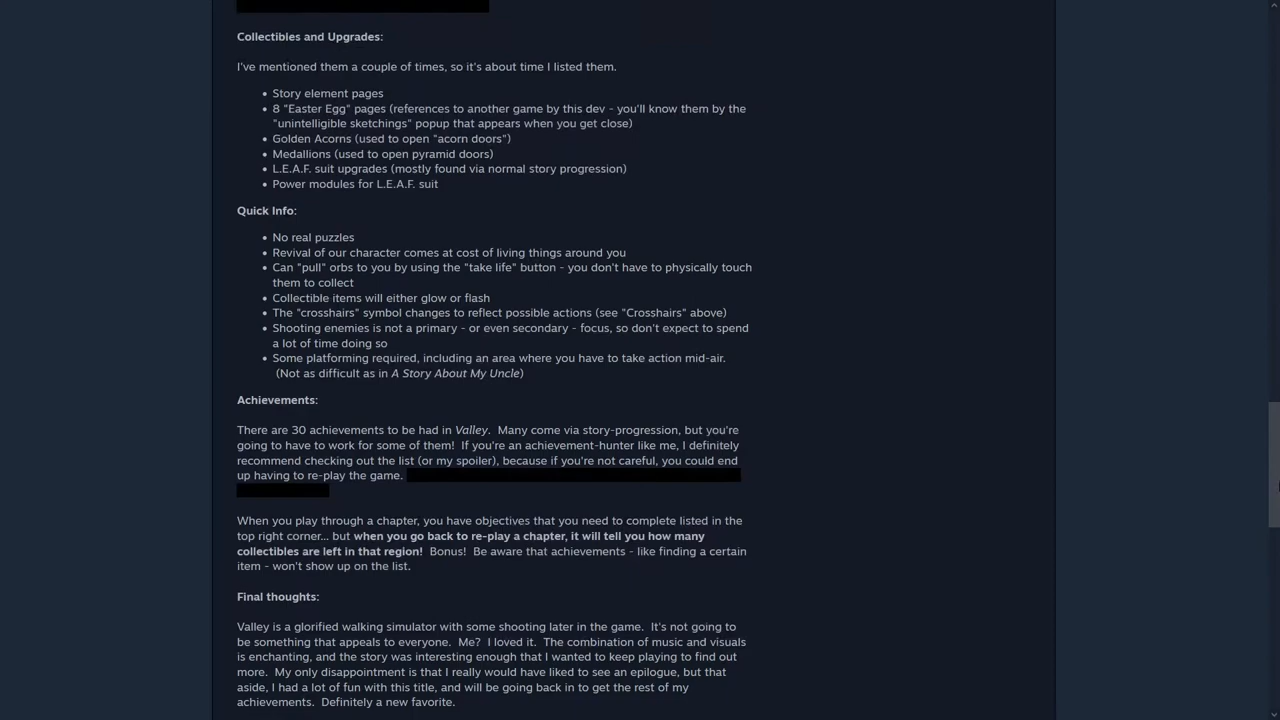 Collectibles and Upgrades:
I've mentioned them a couple of times, so it's about time I listed them.
• Story element pages
• 8 "Easter Egg" pages (references to another game by this dev - you'll know them by the
"unintelligible sketchings" popup that appears when you get close)
• Golden Acorns (used to open "acorn doors")
• Medallions (used to open pyramid doors)
• L.E.A.F. suit upgrades (mostly found via normal story progression)
• Power modules for L.E.A.F. suit
Quick Info:
• No real puzzles
• Revival of our character comes at cost of living things around you
• Can "pull" orbs to you by using the "take life" button - you don't have to physically touch
them to collect
• Collectible items will either glow or flash
• The "crosshairs" symbol changes to reflect possible actions (see "Crosshairs" above)
• Shooting enemies is not a primary - or even secondary - focus, so don't expect to spend
a lot of time doing so
• Some platforming required, including an area where you have to take action mid-air.
(Not as difficult as in A Story About My Uncle)
Achievements:
There are 30 achievements to be had in Valley. Many come via story-progression, but you're
going to have to work for some of them! If you're an achievement-hunter like me, I definitely
recommend checking out the list (or my spoiler), because if you're not careful, you could end
up having to re-play the game.
When you play through a chapter, you have objectives that you need to complete listed in the
top right corner... but when you go back to re-play a chapter, it will tell you how many
collectibles are left in that region! Bonus! Be aware that achievements - like finding a certain
item - won't show up on the list.
Final thoughts:
Valley is a glorified walking simulator with some shooting later in the game. It's not going to
be something that appeals to everyone. Me? I loved it. The combination of music and visuals
is enchanting, and the story was interesting enough that I wanted to keep playing to find out
more. My only disappointment is that I really would have liked to see an epilogue, but that
aside, I had a lot of fun with this title, and will be going back in to get the rest of my
achievements. Definitely a new favorite.